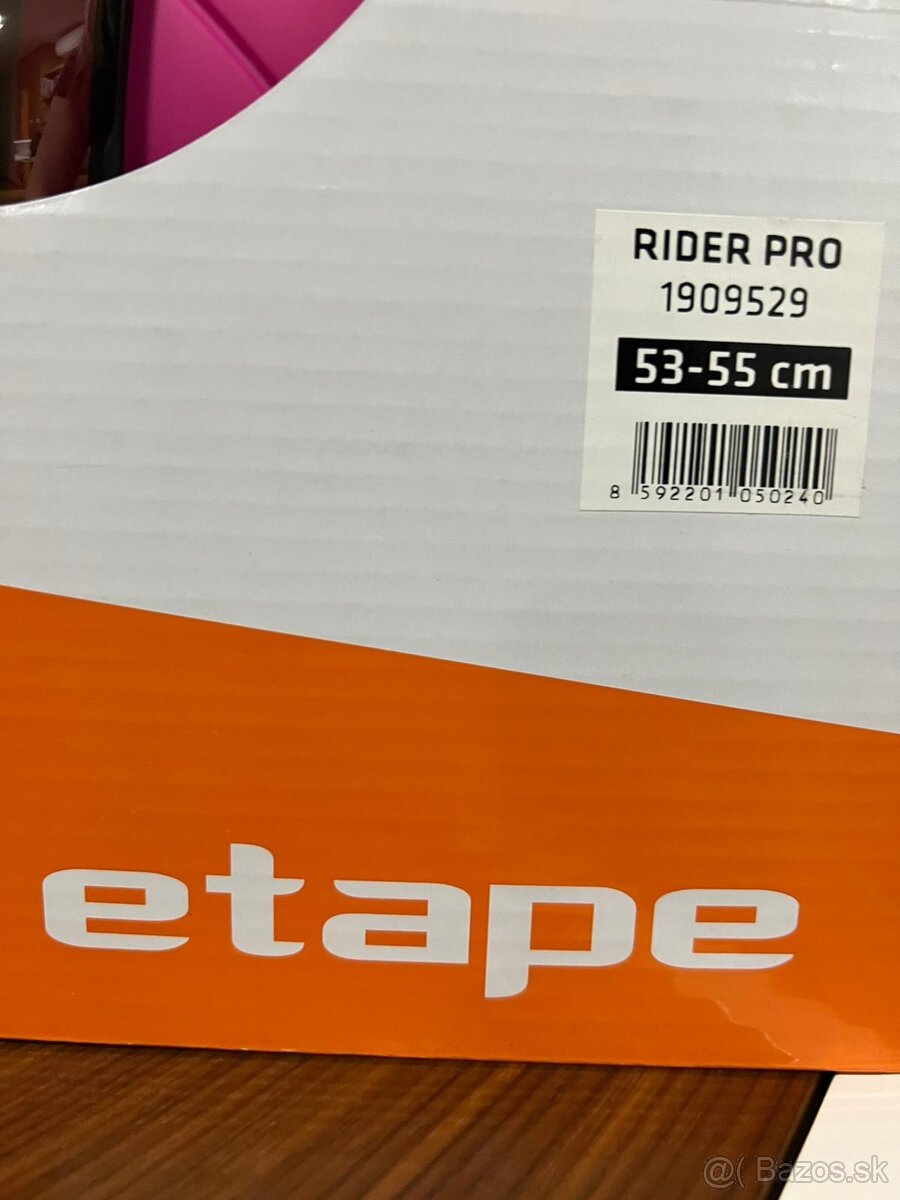 RIDER PRO
1909529
53-55 cm
8 592201 050240
etape
@( Bazos.sk